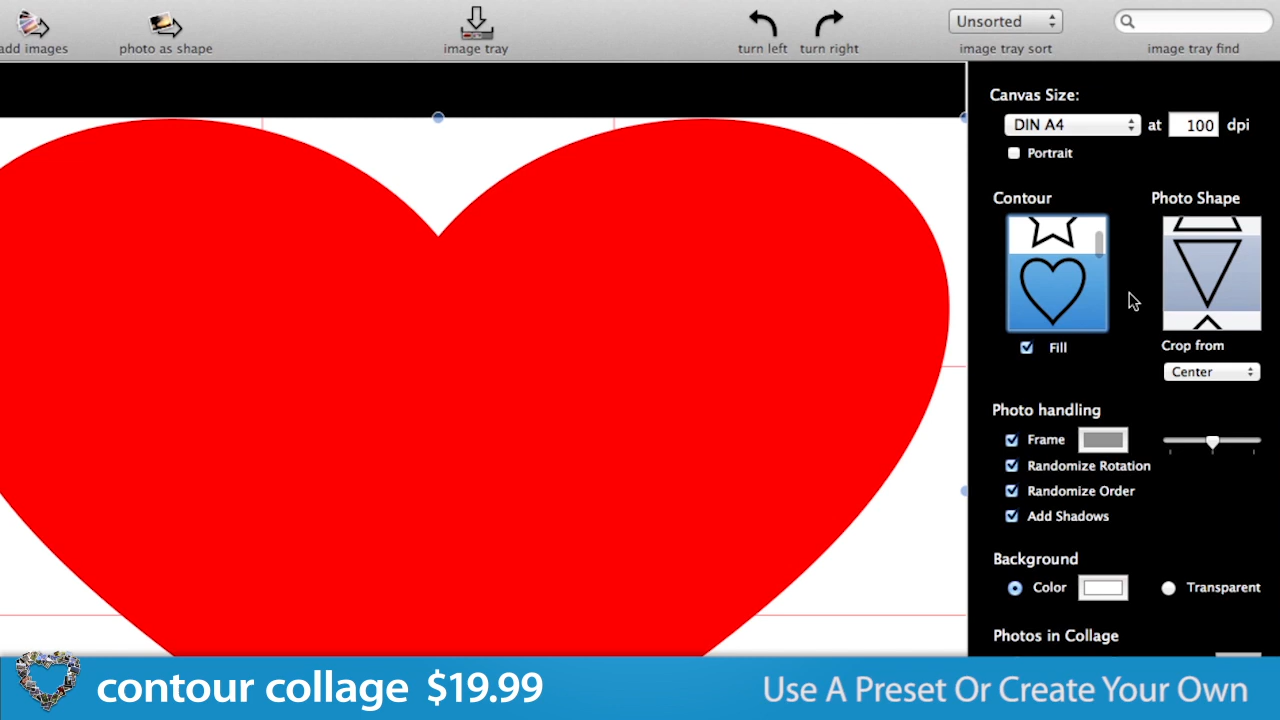 add images
photo as shape
image tray
turn left
turn right
Unsorted
image tray sort
image tray find
Canvas Size:
DIN A4
at
100
dpi
Portrait
Contour
Photo Shape
Fill
Crop from
Center
Photo handling
Frame
Randomize Rotation
Randomize Order
Add Shadows
Background
Color
Transparent
Photos in Collage
contour collage $19.99
Use A Preset Or Create Your Own